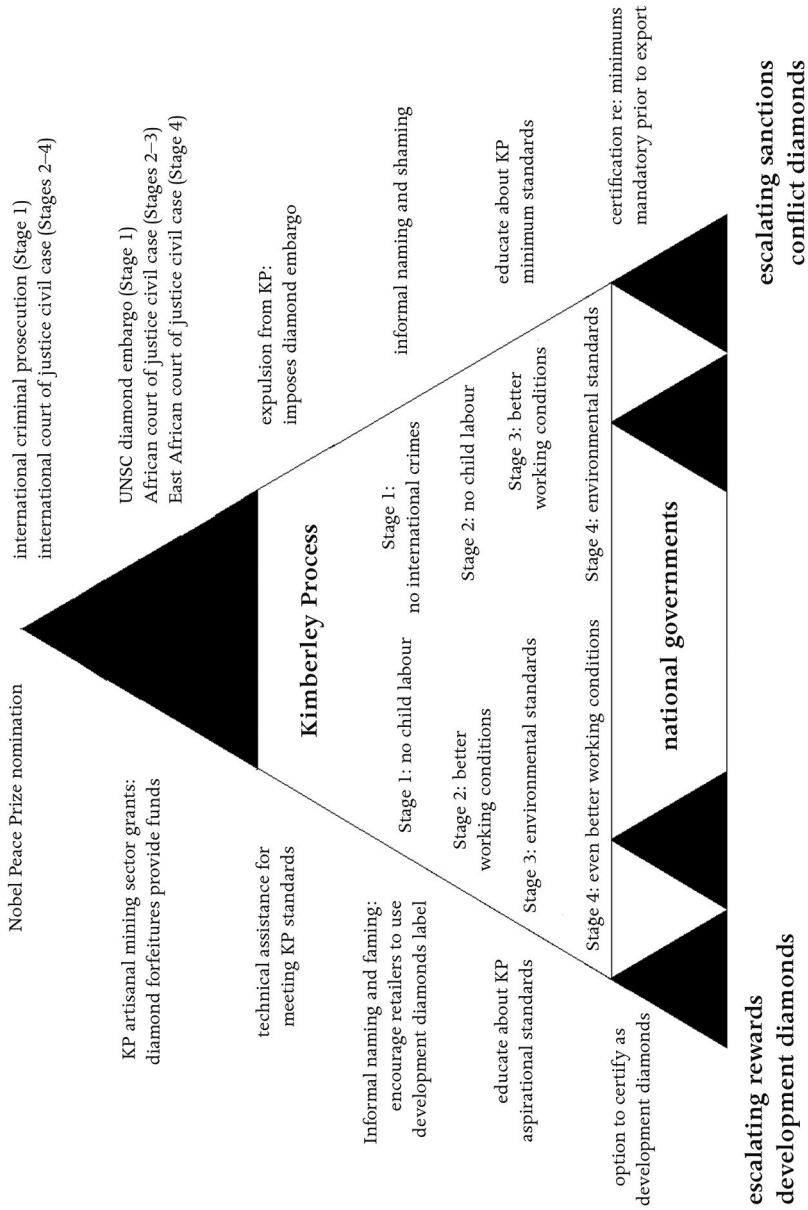 Nobel Peace Prize nomination
international criminal prosecution (Stage 1)
international court of justice civil case (Stages 2–4)
KP artisanal mining sector grants:
diamond forfeitures provide funds
UNSC diamond embargo (Stage 1)
African court of justice civil case (Stages 2–3)
East African court of justice civil case (Stage 4)
technical assistance for
meeting KP standards
Kimberley Process
expulsion from KP:
imposes diamond embargo
Informal naming and faming:
encourage retailers to use
development diamonds label
Stage 1: no child labour
Stage 1:
no international crimes
informal naming and shaming
educate about KP
aspirational standards
Stage 2: better
working conditions
Stage 2: no child labour
educate about KP
minimum standards
Stage 3: environmental standards
Stage 3: better
working conditions
option to certify as
development diamonds
Stage 4: even better working conditions
Stage 4: environmental standards
certification re: minimums
mandatory prior to export
national governments
escalating rewards
development diamonds
escalating sanctions
conflict diamonds